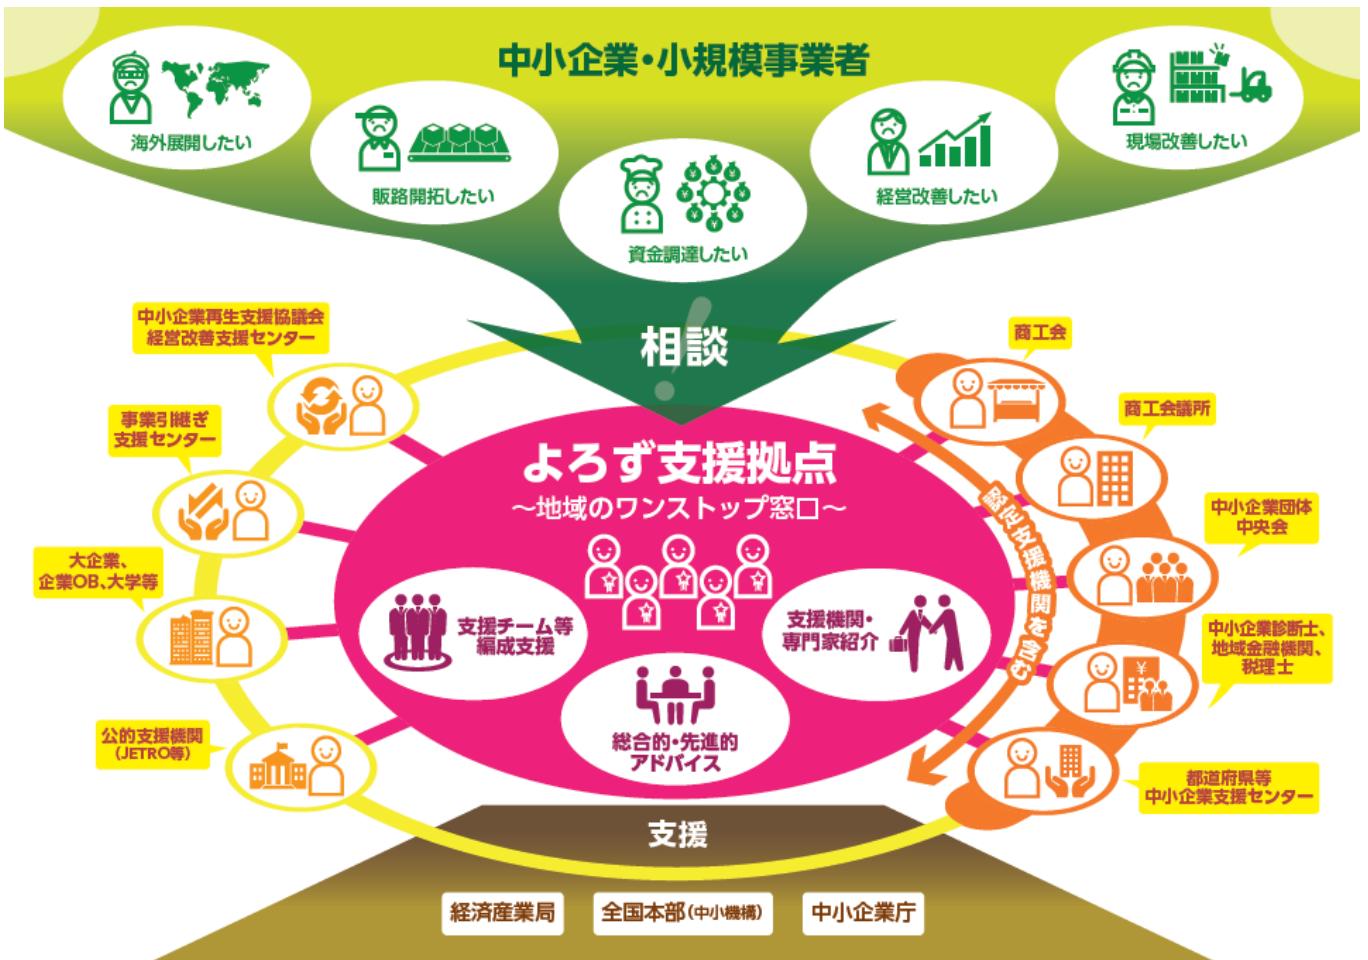 中小企業・小規模事業者
海外展開したい
販路開拓したい
資金調達したい
経営改善したい
現場改善したい
相談
中小企業再生支援協議会
経営改善支援センター
事業引継ぎ
支援センター
大企業、
企業OB、大学等
公的支援機関
(JETRO等)
よろず支援拠点
～地域のワンストップ窓口～
支援チーム等
編成支援
総合的・先進的
アドバイス
支援機関・
専門家紹介
認定支援機関を含む
商工会
商工会議所
中小企業団体
中央会
中小企業診断士、
地域金融機関、
税理士
都道府県等
中小企業支援センター
支援
経済産業局
全国本部(中小機構)
中小企業庁